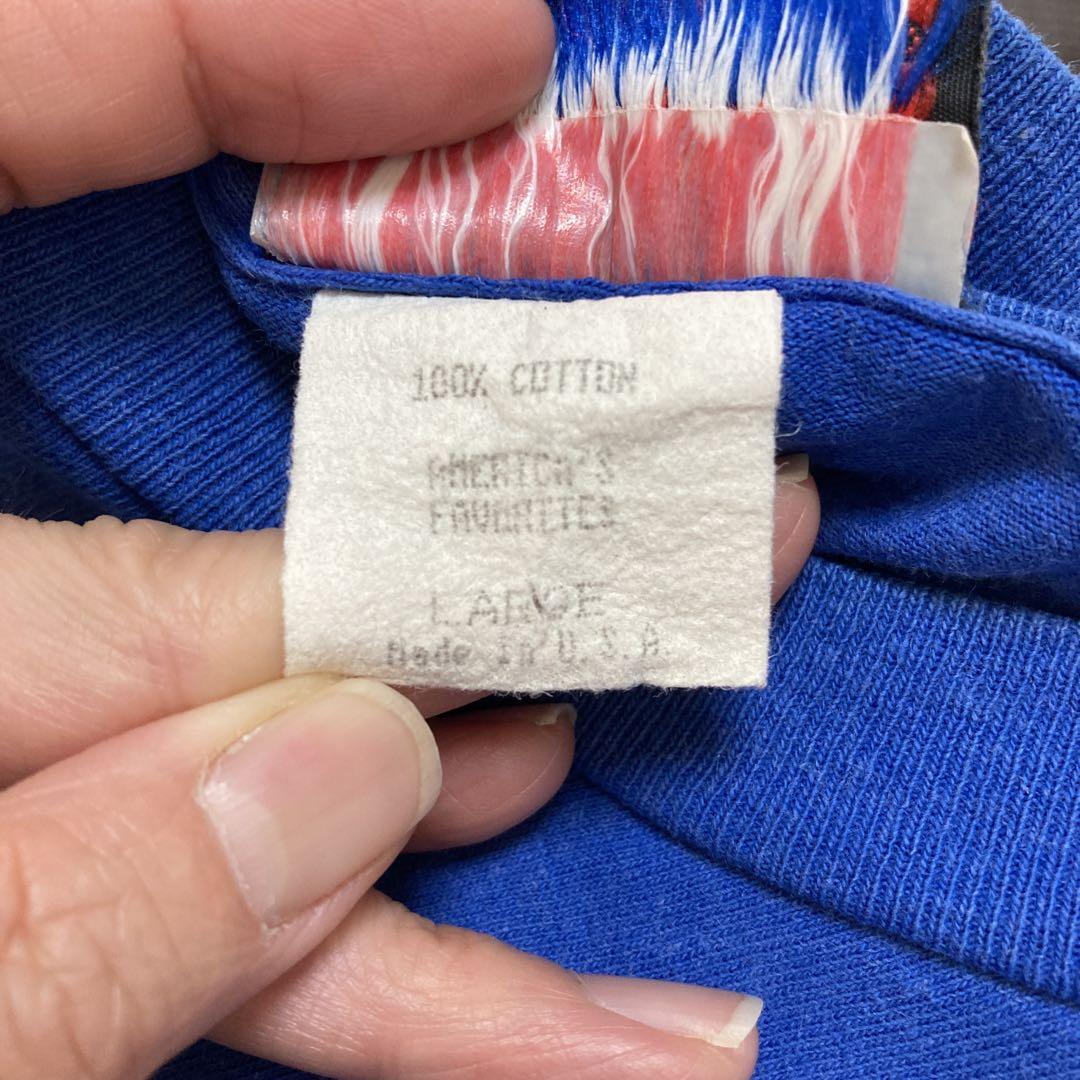 100% COTTON
AMERICA'S
FAVORITES
LARGE
Made in U.S.A.